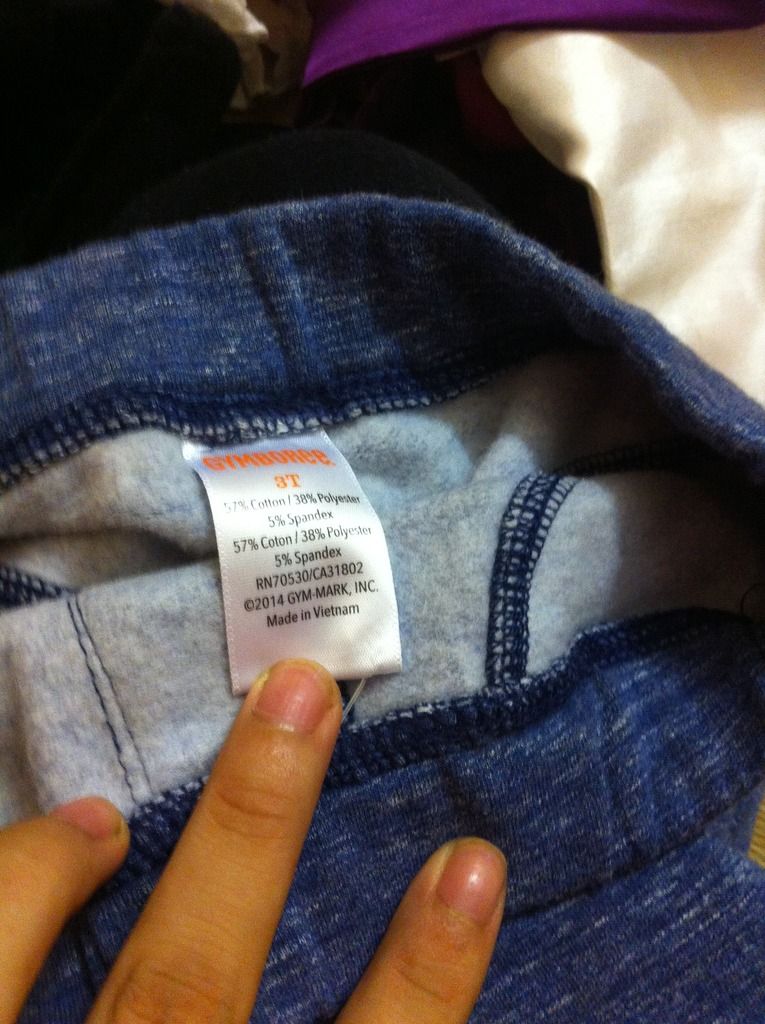 GYMBOREE
3T
57% Cotton / 38% Polyester
5% Spandex
57% Coton / 38% Polyester
5% Spandex
RN70530/CA31802
©2014 GYM-MARK, INC.
Made in Vietnam